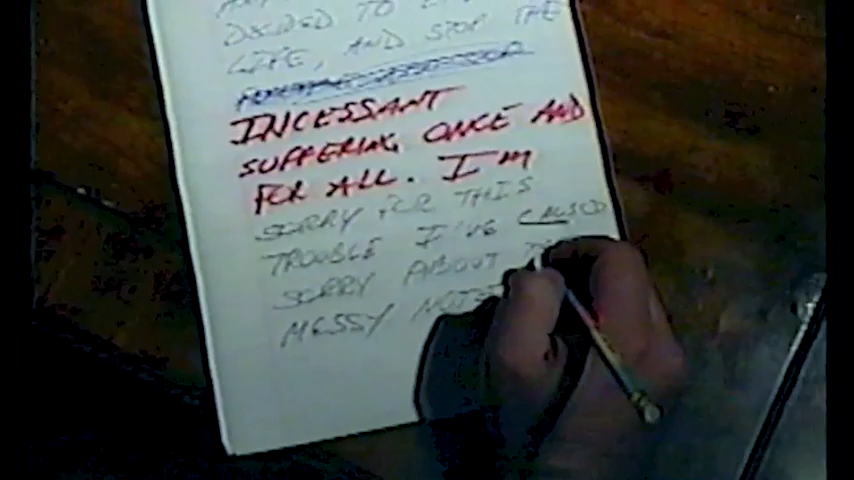 DECIDED TO
LIFE, AND STOP THE
INCESSANT
SUFFERING ONCE AND
FOR ALL. I'M
SORRY FOR THIS
TROUBLE I'VE CAUSED
SORRY ABOUT
MESSY NOTE